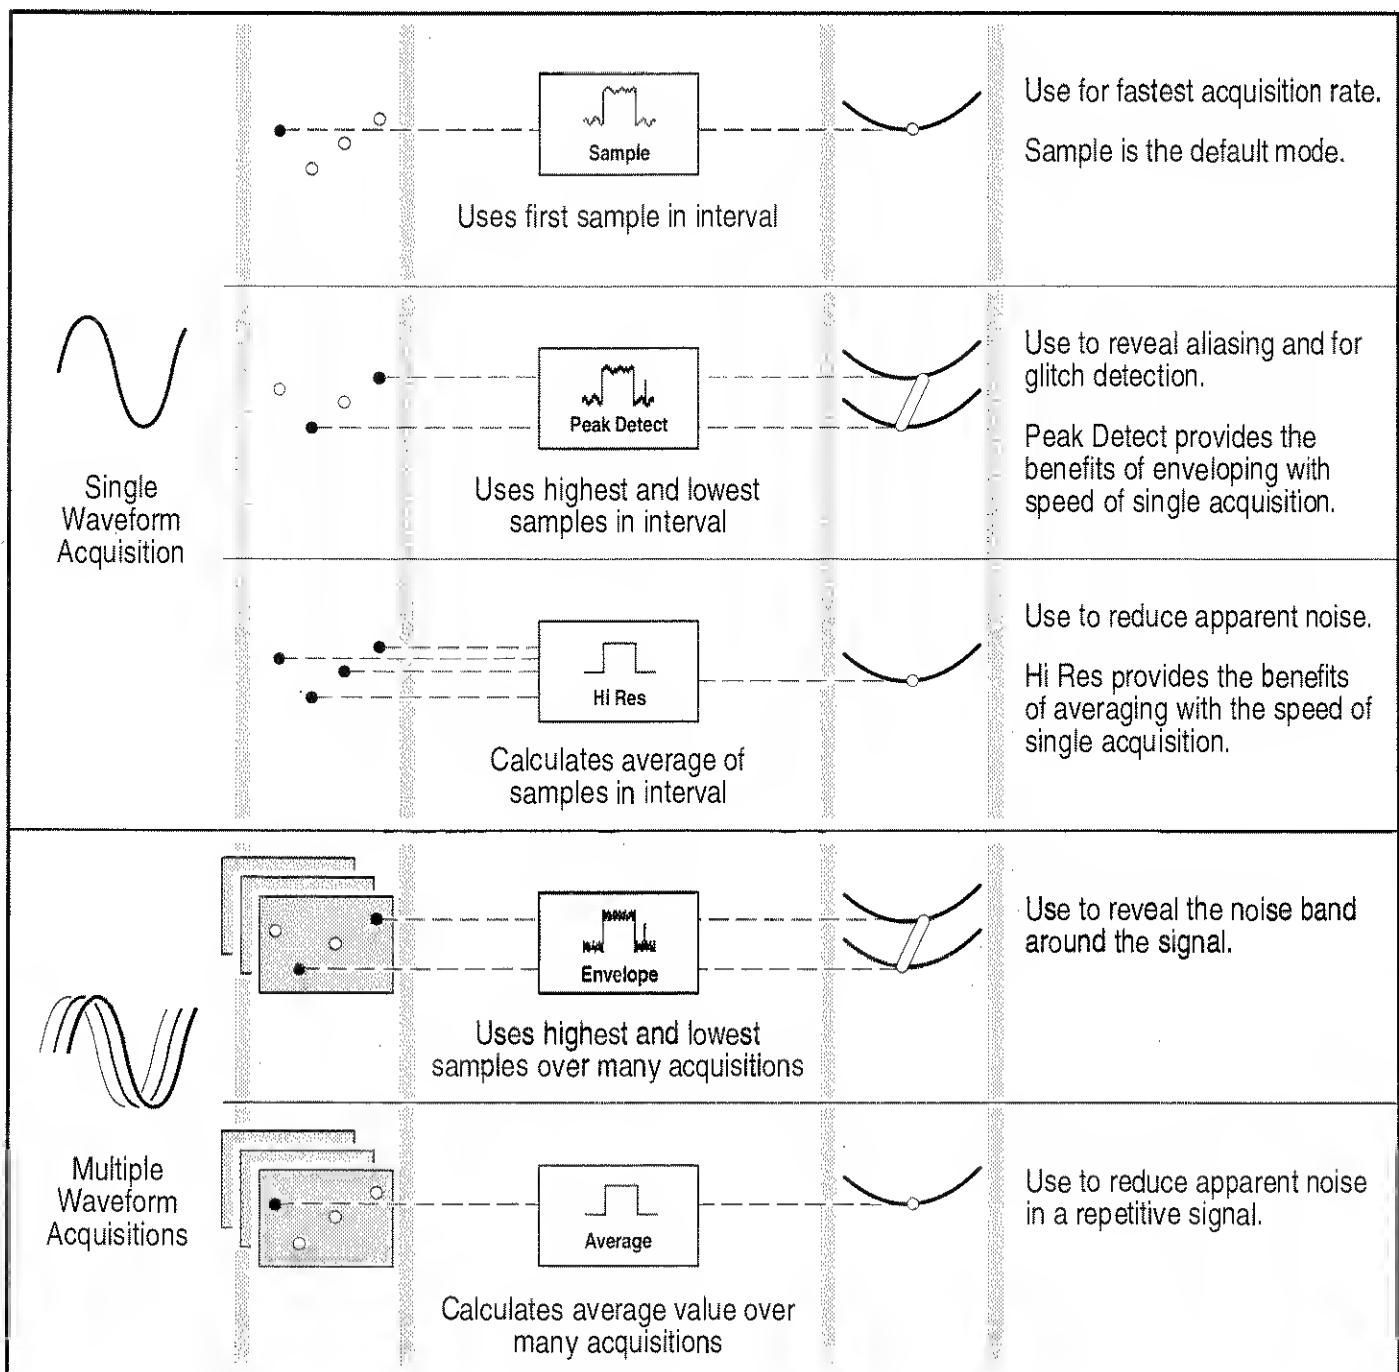 Sample
Uses first sample in interval
Use for fastest acquisition rate.
Sample is the default mode.
Single
Waveform
Acquisition
Peak Detect
Uses highest and lowest
samples in interval
Use to reveal aliasing and for
glitch detection.
Peak Detect provides the
benefits of enveloping with
speed of single acquisition.
Hi Res
Calculates average of
samples in interval
Use to reduce apparent noise.
Hi Res provides the benefits
of averaging with the speed of
single acquisition.
Multiple
Waveform
Acquisitions
Envelope
Uses highest and lowest
samples over many acquisitions
Use to reveal the noise band
around the signal.
Average
Calculates average value over
many acquisitions
Use to reduce apparent noise
in a repetitive signal.